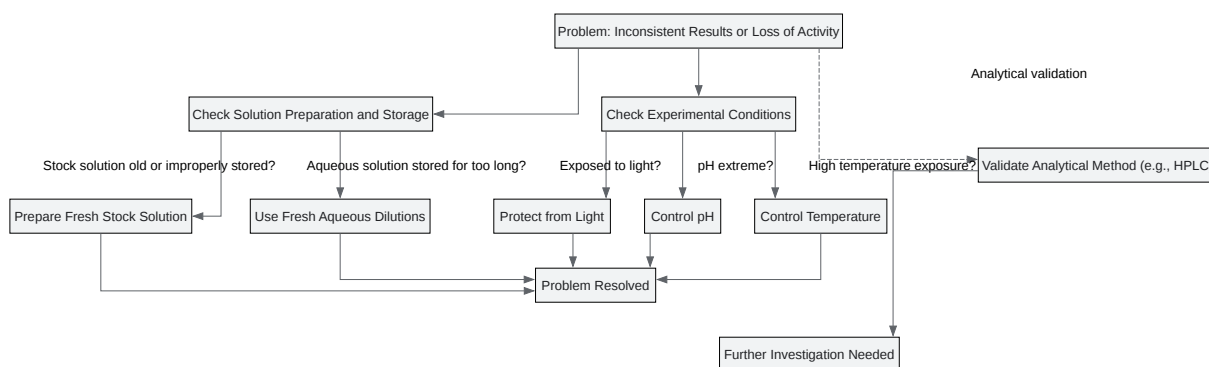 Problem: Inconsistent Results or Loss of Activity
Analytical validation
Check Solution Preparation and Storage
Check Experimental Conditions
Stock solution old or improperly stored?
Aqueous solution stored for too long?
Exposed to light?
pH extreme?
High temperature exposure?
Validate Analytical Method (e.g., HPLC
Prepare Fresh Stock Solution
Use Fresh Aqueous Dilutions
Protect from Light
Control pH
Control Temperature
Problem Resolved
Further Investigation Needed